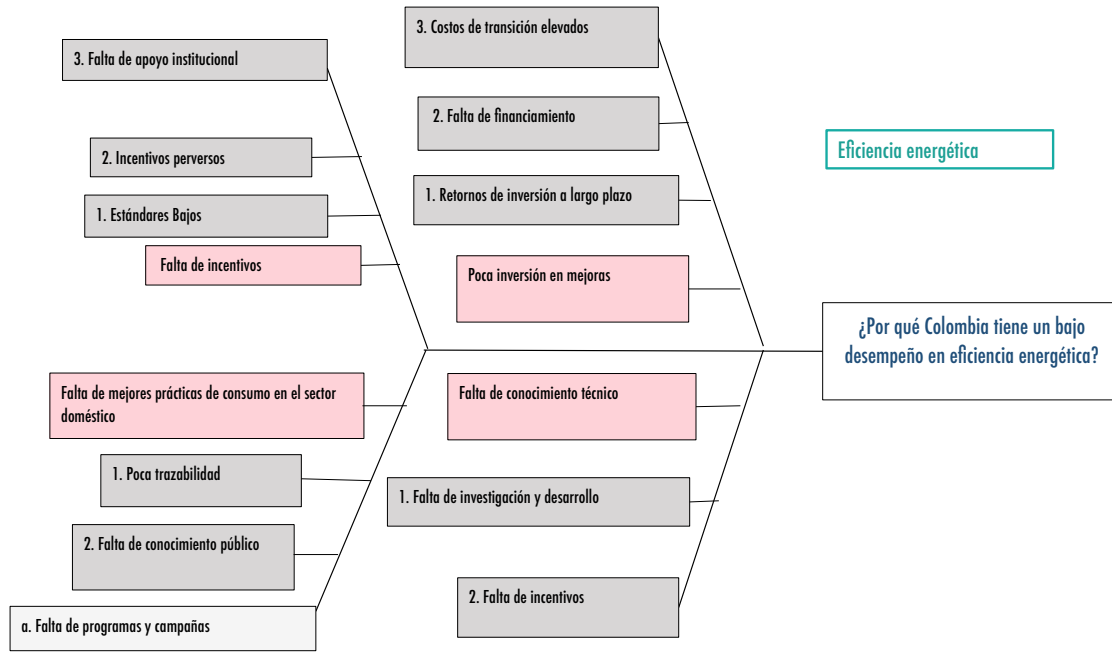 3. Falta de apoyo institucional
2. Incentivos perversos
1. Estándares Bajos
Falta de incentivos
3. Costos de transición elevados
2. Falta de financiamiento
1. Retornos de inversión a largo plazo
Poca inversión en mejoras
Eficiencia energética
¿Por qué Colombia tiene un bajo
desempeño en eficiencia energética?
Falta de mejores prácticas de consumo en el sector
doméstico
1. Poca trazabilidad
2. Falta de conocimiento público
a. Falta de programas y campañas
Falta de conocimiento técnico
1. Falta de investigación y desarrollo
2. Falta de incentivos